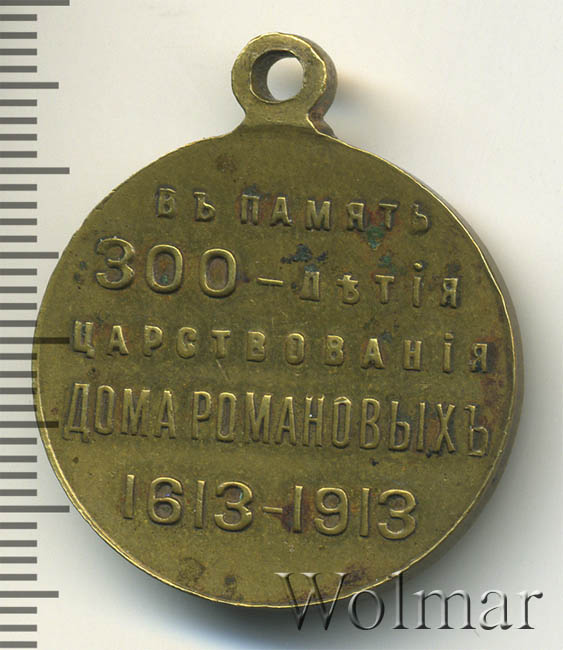 ВЪ ПАМЯТЬ
300-ЛѢТІЯ
ЦАРСТВОВАНІЯ
ДОМА РОМАНОВЫХЪ
1613-1913
Wolmar